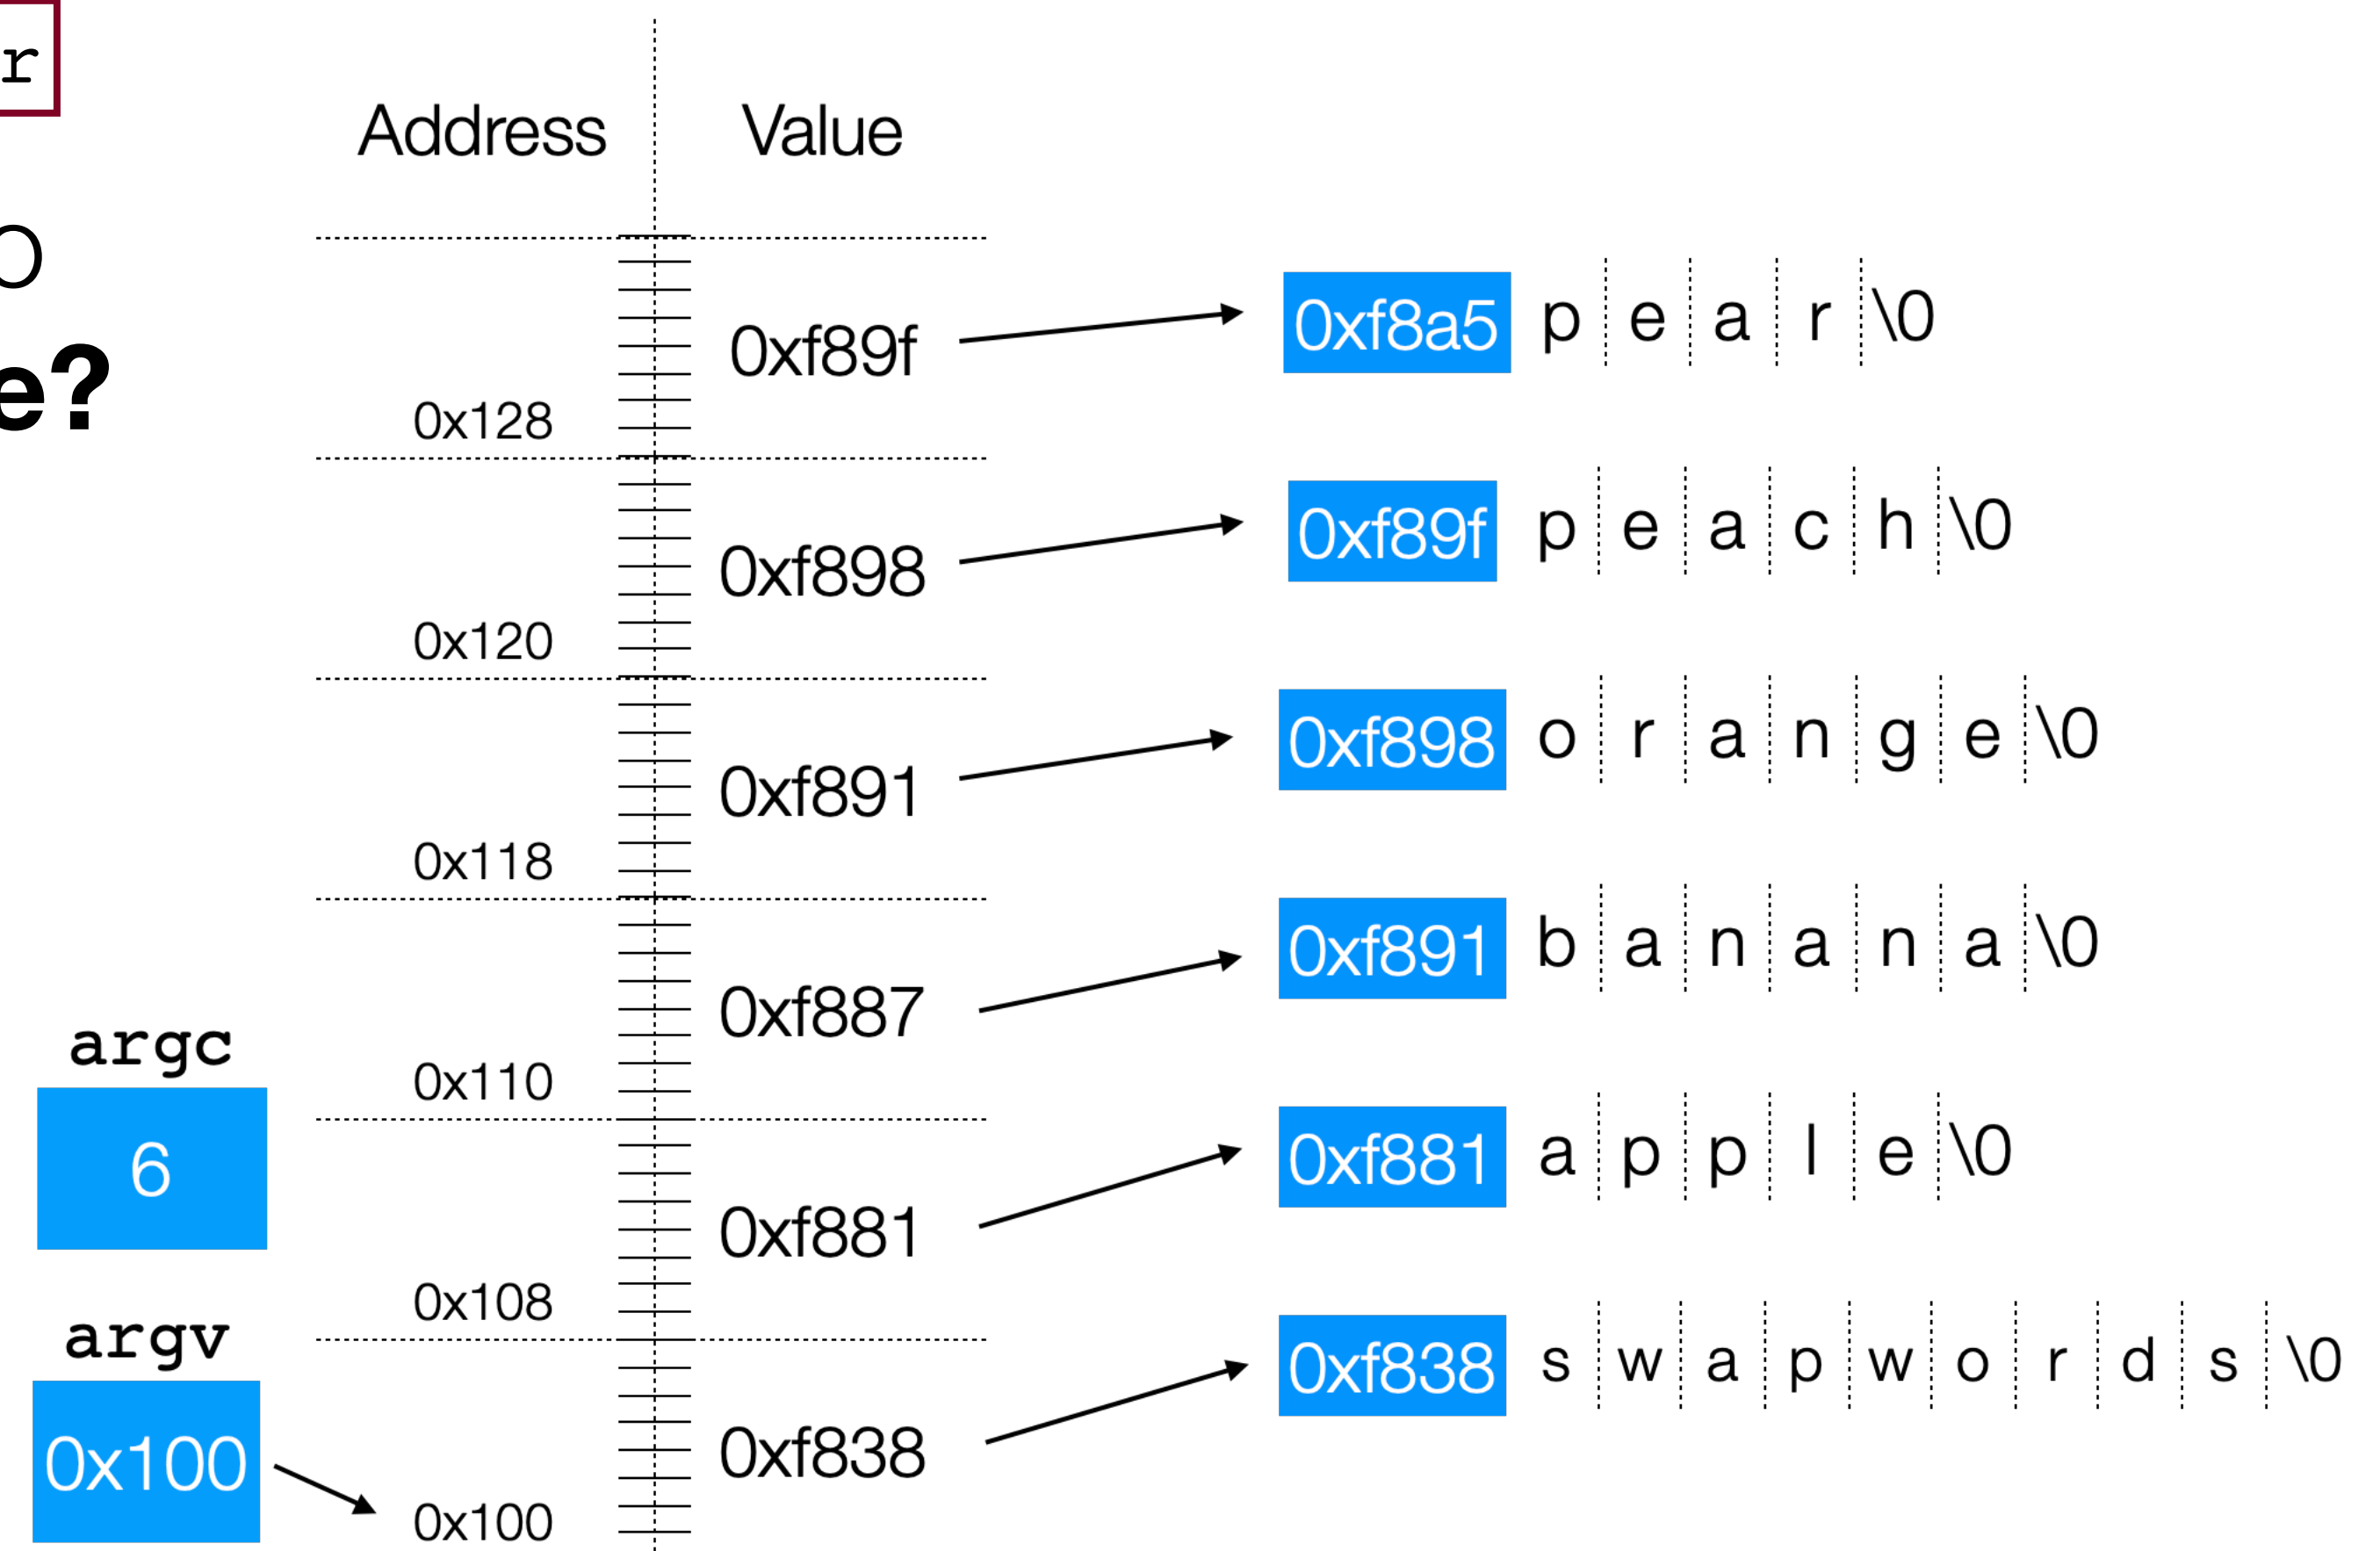 r
Address Value
O
e?
0xf89f 0xf8a5 p e a r \0
0x128
0xf898 0xf89f p e a c h \0
0x120
0xf891 0xf898 o r a n g e \0
0x118
0xf887 0xf891 b a n a n a \0
argc
0x110
6
0xf881 0xf881 a p p l e \0
0x108
argv
0xf838 0xf838 s w a p w o r d s \0
0x100
0x100